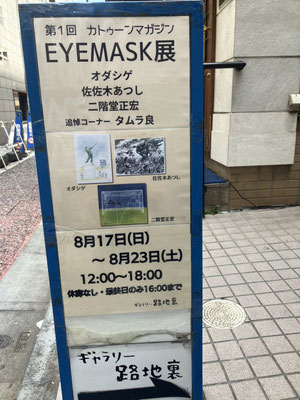 第1回 カトゥーンマガジン
EYEMASK展
オダシゲ
佐佐木あつし
二階堂正宏
追悼コーナー タムラ良
佐佐木あつし
オダシゲ
二階堂正宏
8月17日(日)
～8月23日(土)
12:00～18:00
休廊なし・最終日のみ16:00まで
ギャラリー 路地裏
ギャラリー
路地裏